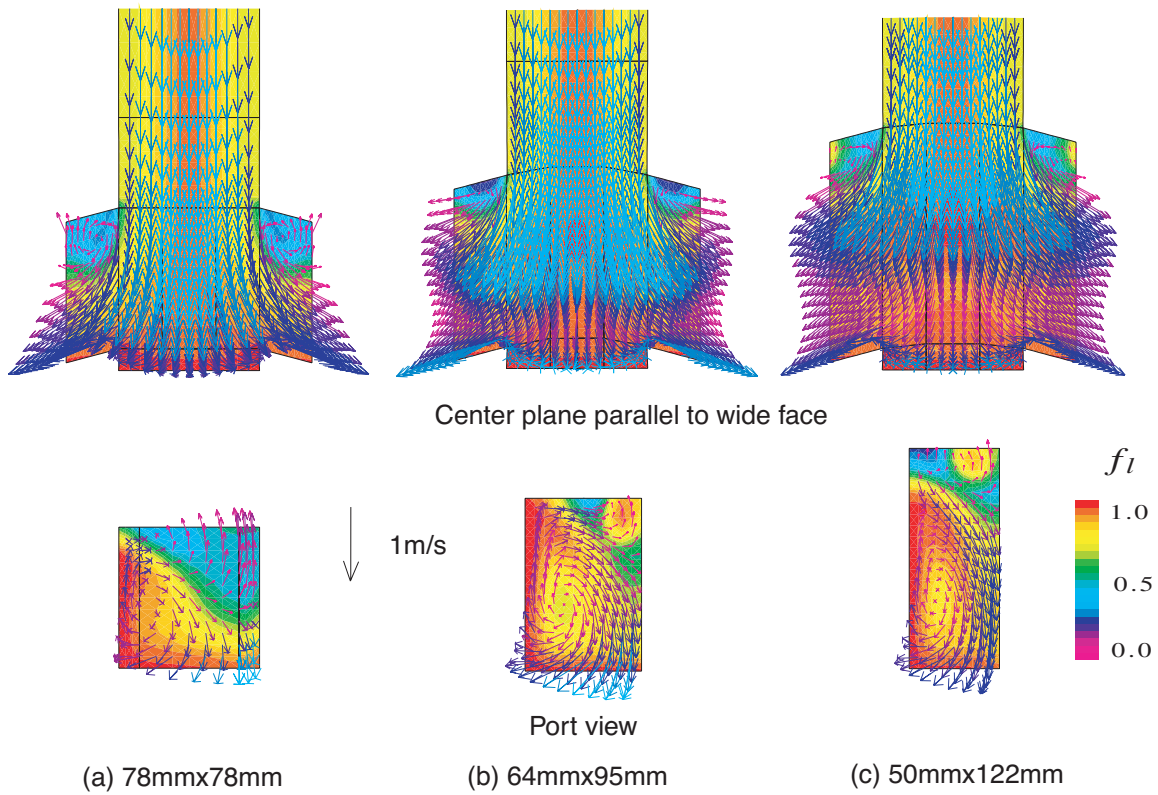 Center plane parallel to wide face
f_l
1.0
0.5
0.0
1m/s
Port view
(a) 78mmx78mm
(b) 64mmx95mm
(c) 50mmx122mm